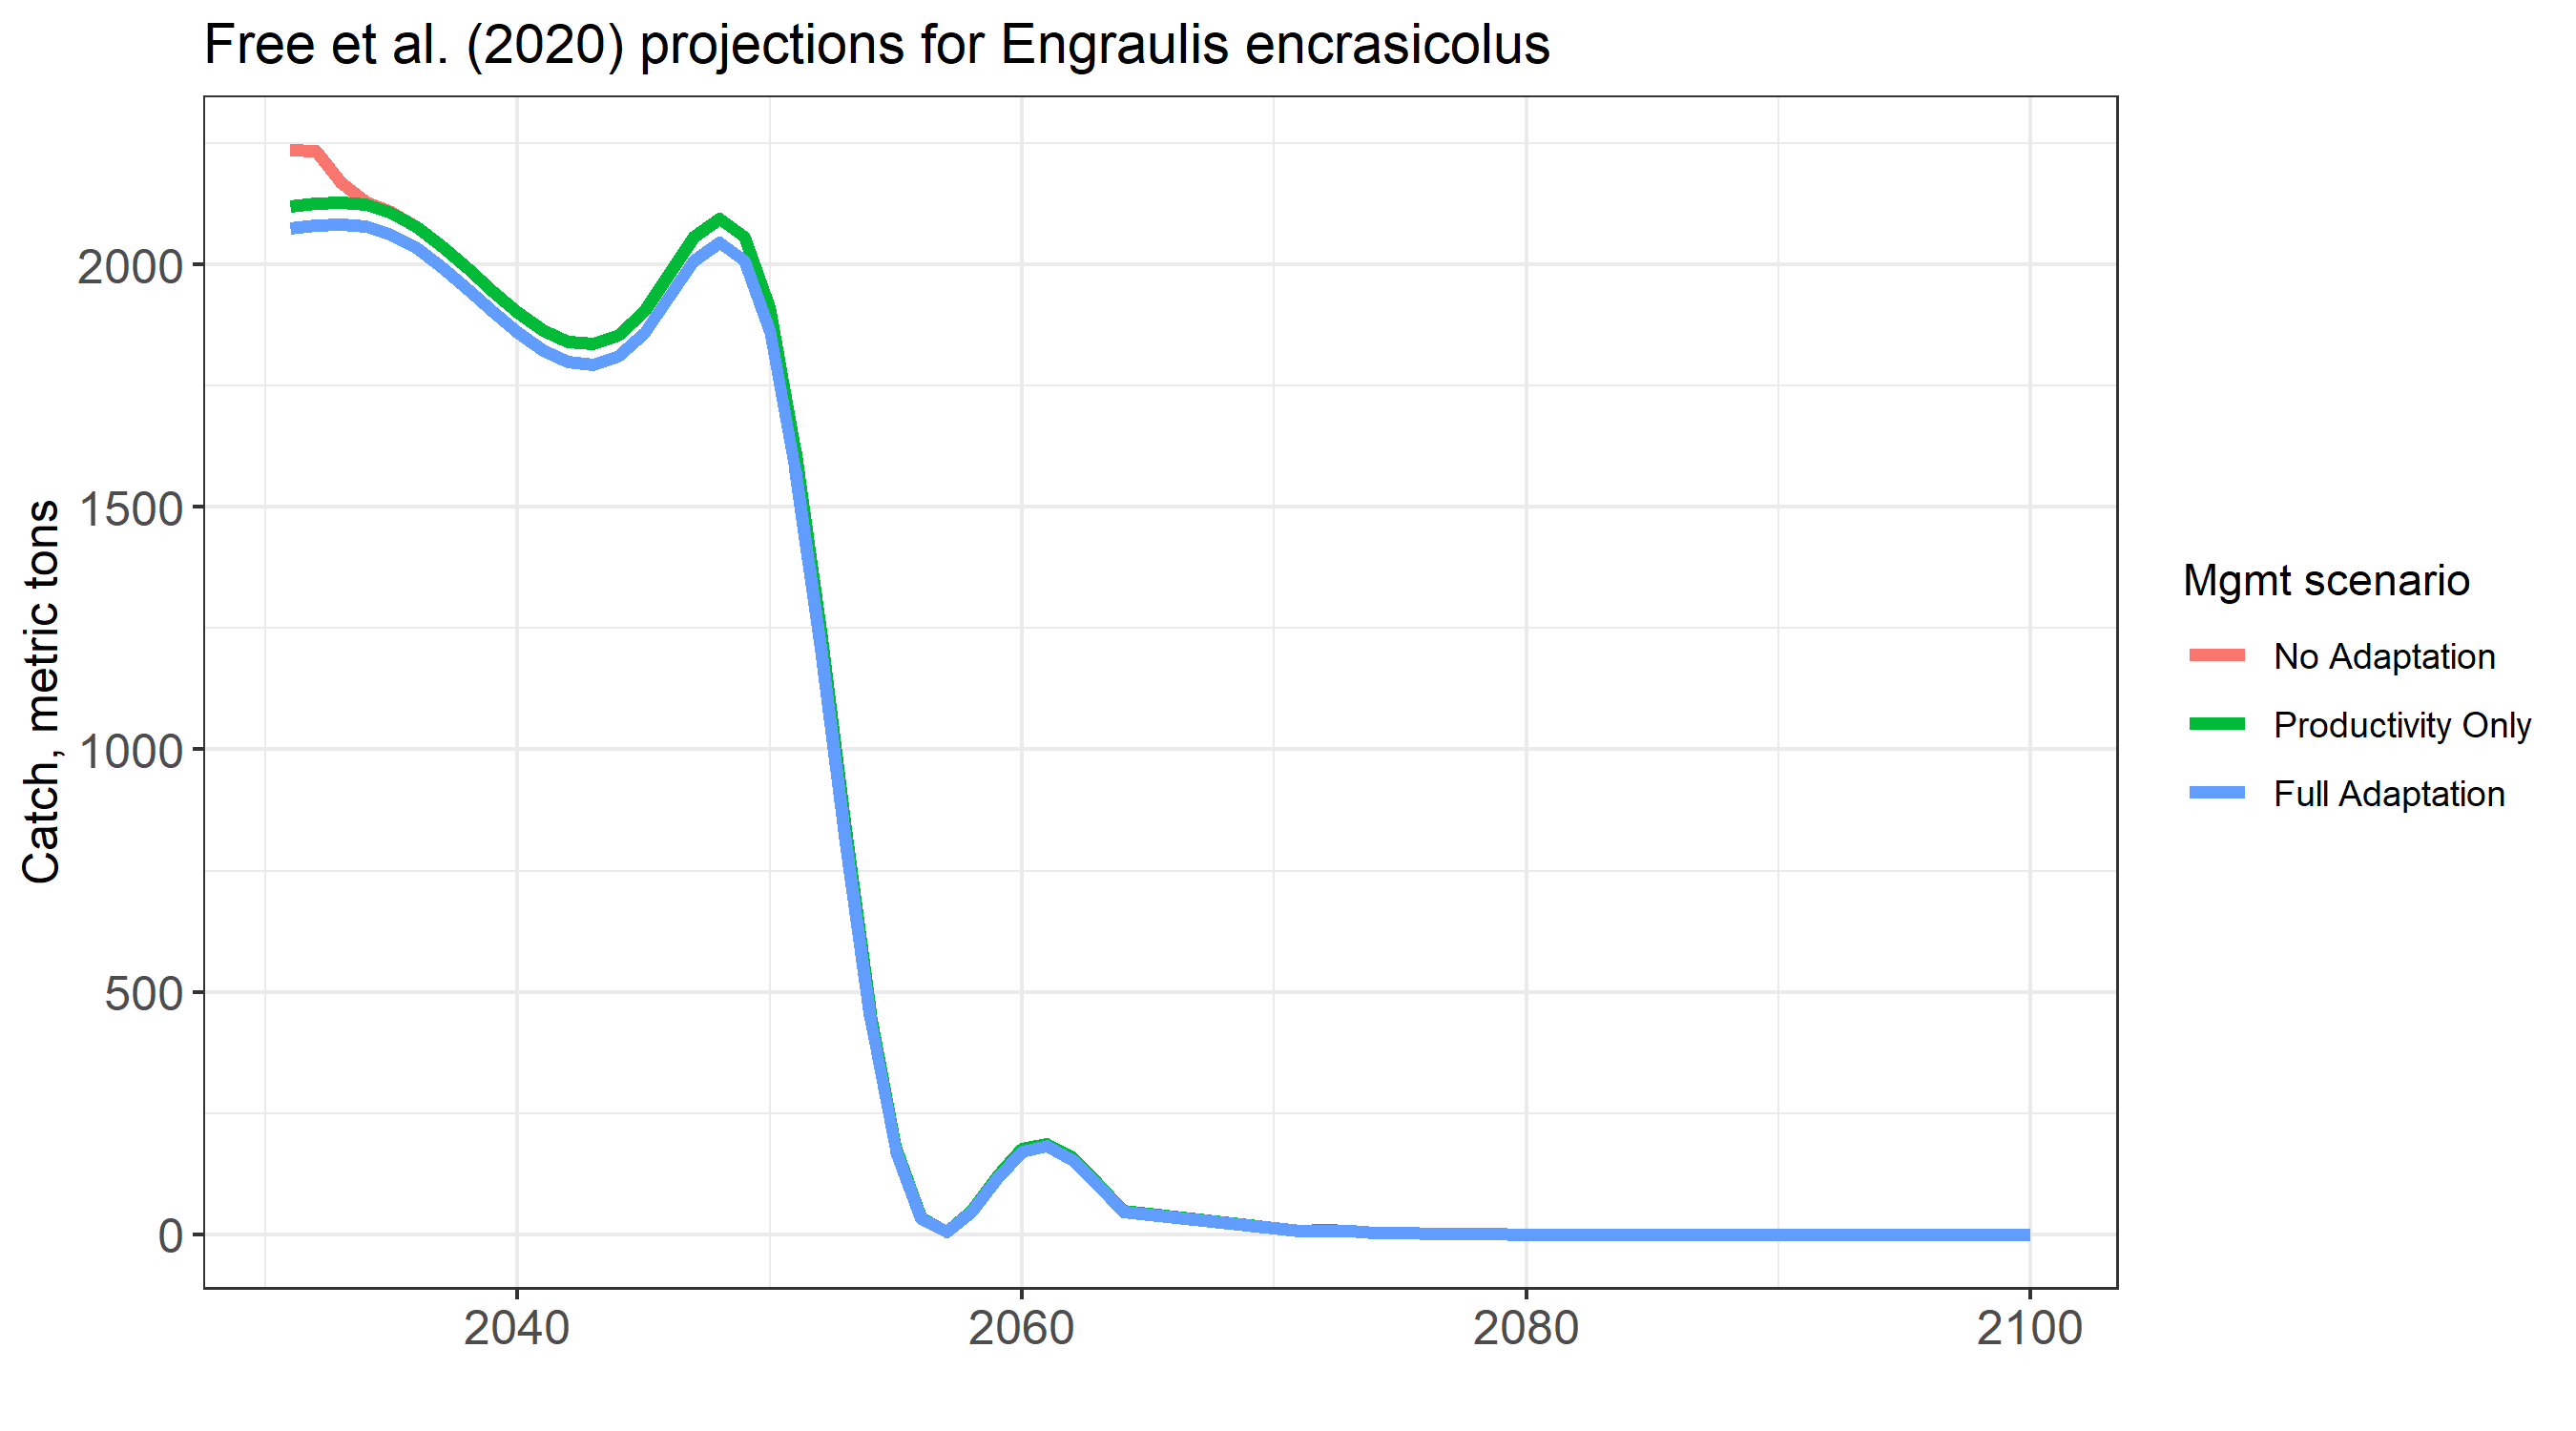 Free et al. (2020) projections for Engraulis encrasicolus
Catch, metric tons
2000
1500
1000
500
0
2040 2060 2080 2100
Mgmt scenario
No Adaptation
Productivity Only
Full Adaptation